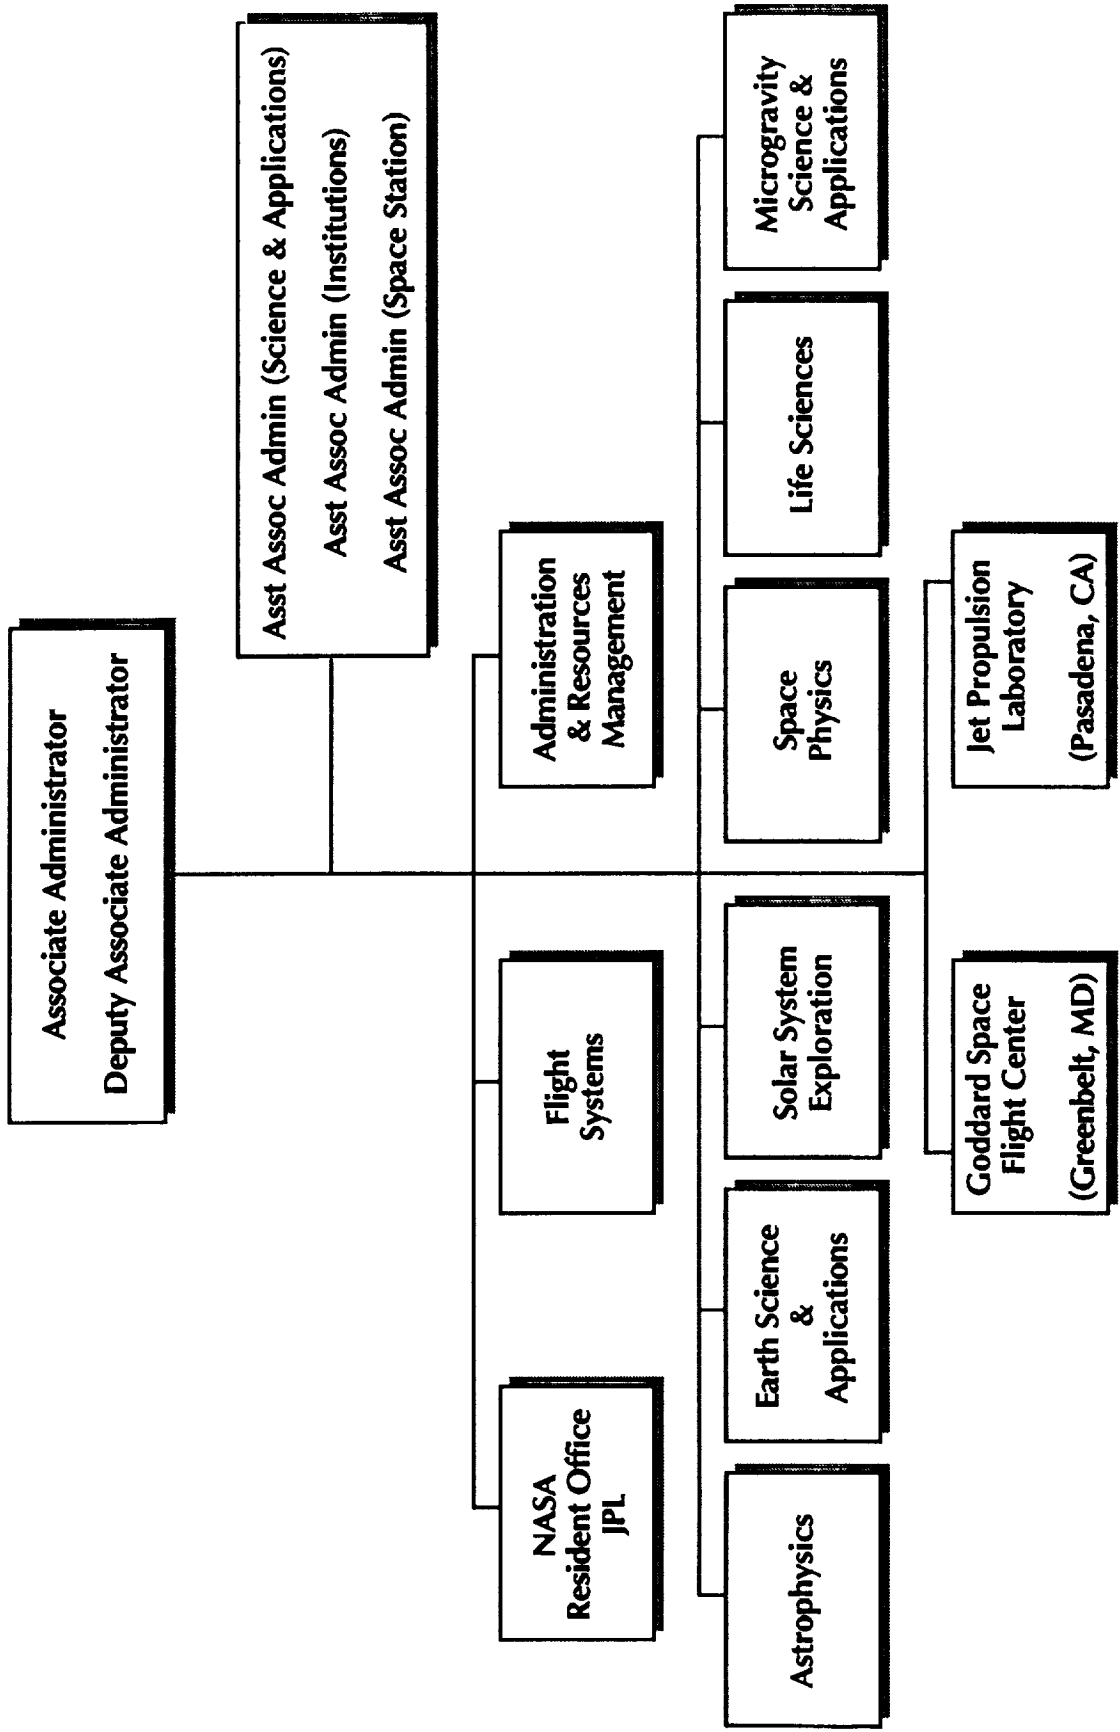 Associate Administrator
Deputy Associate Administrator
Asst Assoc Admin (Science & Applications)
Asst Assoc Admin (Institutions)
Asst Assoc Admin (Space Station)
NASA
Resident Office
JPL
Flight
Systems
Administration
& Resources
Management
Astrophysics
Earth Science
&
Applications
Solar System
Exploration
Space
Physics
Life Sciences
Microgravity
Science &
Applications
Goddard Space
Flight Center
(Greenbelt, MD)
Jet Propulsion
Laboratory
(Pasadena, CA)